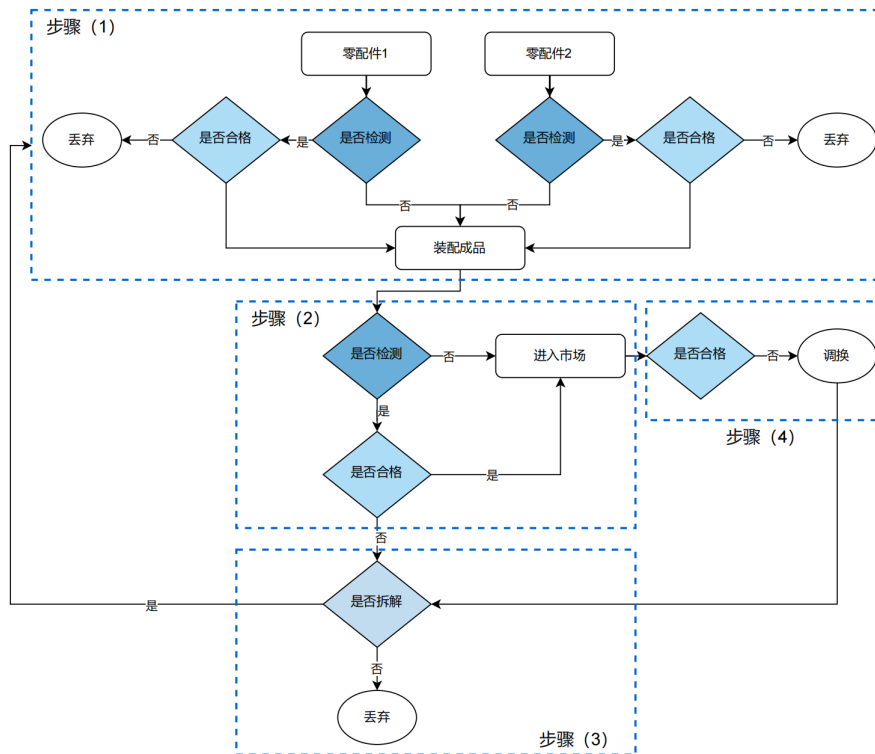 步骤（1）
零配件1
零配件2
丢弃
否
是否合格
是
是否检测
是否检测
是
是否合格
否
丢弃
否
否
装配成品
步骤（2）
是否检测
否
进入市场
是否合格
否
调换
是
步骤（4）
是否合格
是
否
是否拆解
是
否
丢弃
步骤（3）